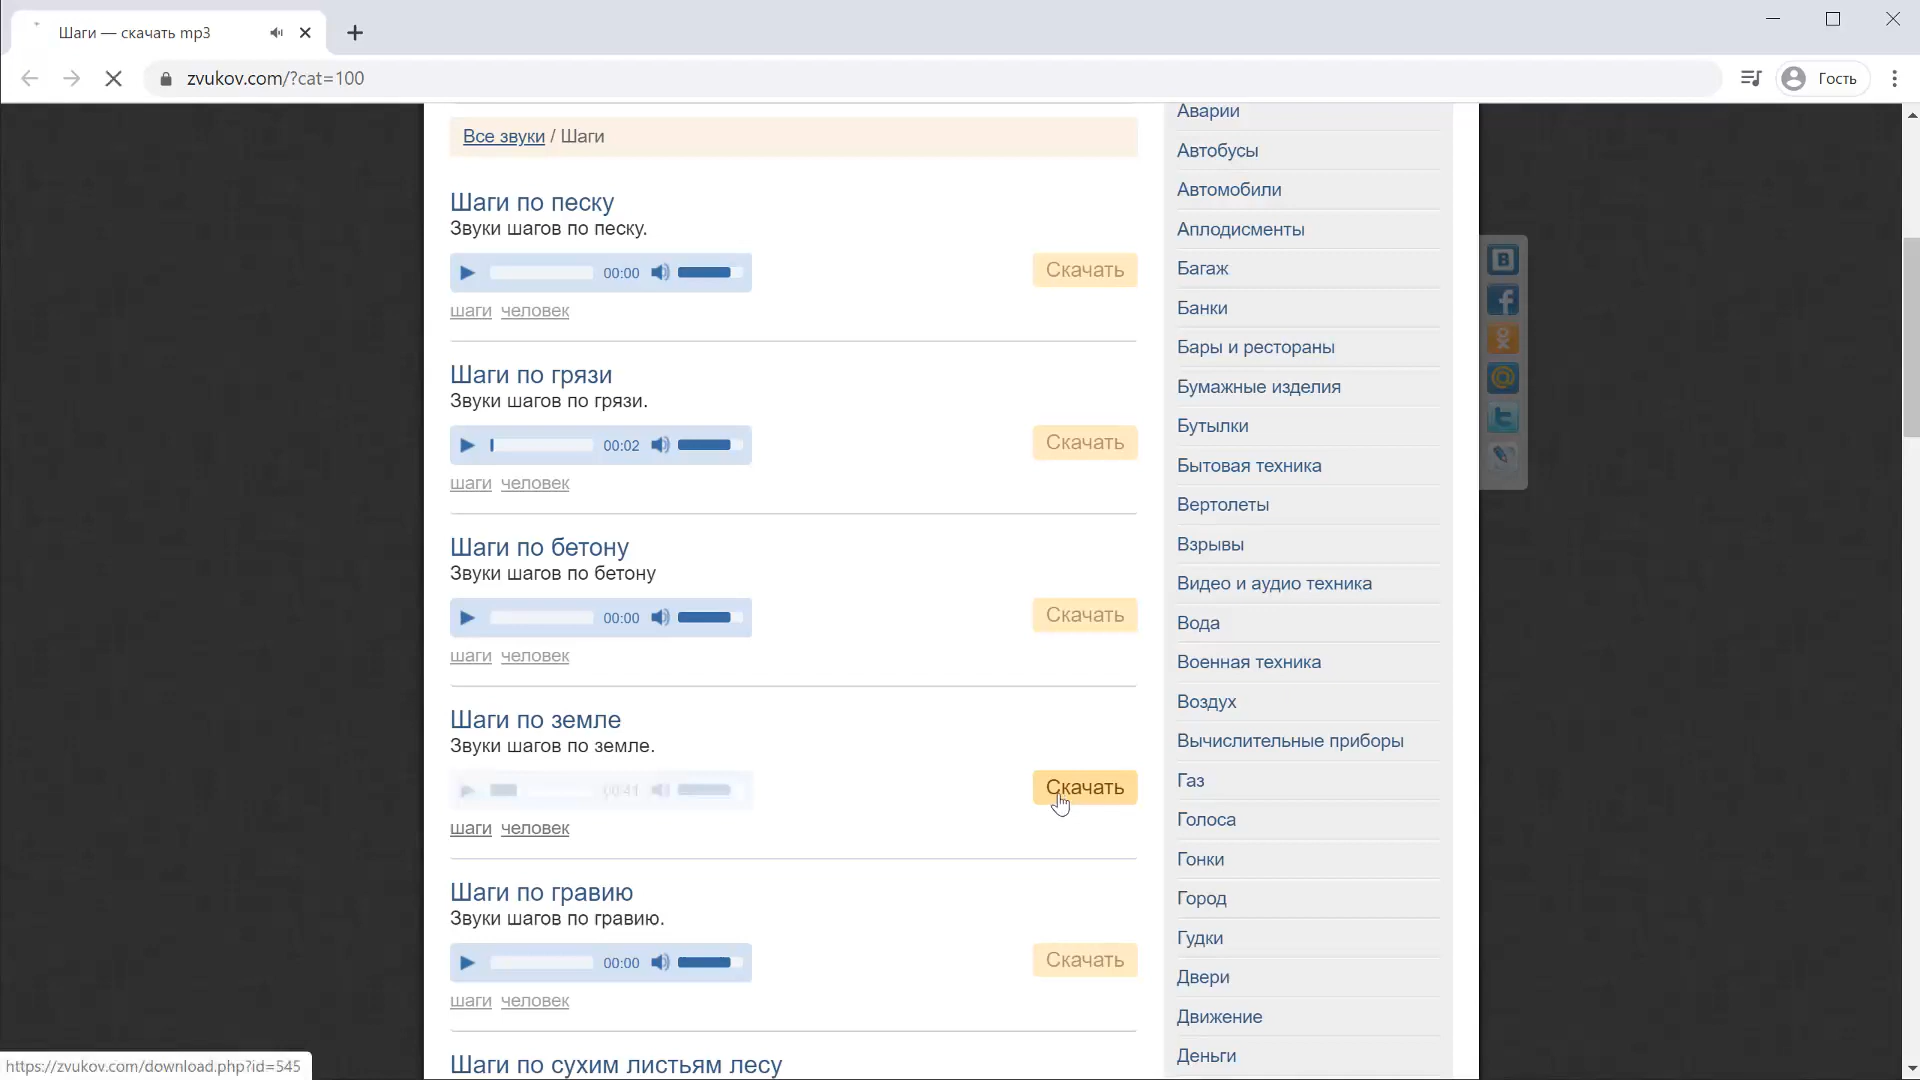 Шаги — скачать mp3
zvukov.com/?cat=100
Гость
Все звуки / Шаги
Шаги по песку
Звуки шагов по песку.
00:00
Скачать
шаги человек
Шаги по грязи
Звуки шагов по грязи.
00:02
Скачать
шаги человек
Шаги по бетону
Звуки шагов по бетону
00:00
Скачать
шаги человек
Шаги по земле
Звуки шагов по земле.
00:41
Скачать
шаги человек
Шаги по гравию
Звуки шагов по гравию.
00:00
Скачать
шаги человек
Шаги по сухим листьям лесу
Аварии
Автобусы
Автомобили
Аплодисменты
Багаж
Банки
Бары и рестораны
Бумажные изделия
Бутылки
Бытовая техника
Вертолеты
Взрывы
Видео и аудио техника
Вода
Военная техника
Воздух
Вычислительные приборы
Газ
Голоса
Гонки
Город
Гудки
Двери
Движение
Деньги
https://zvukov.com/download.php?id=545